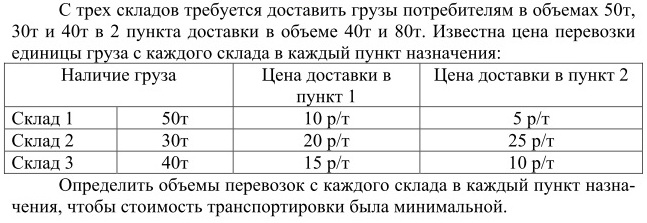 С трех складов требуется доставить грузы потребителям в объемах 50т,
30т и 40т в 2 пункта доставки в объеме 40т и 80т. Известна цена перевозки
единицы груза с каждого склада в каждый пункт назначения:
Наличие груза Цена доставки в пункт 1 Цена доставки в пункт 2
Склад 1 50т 10 р/т 5 р/т
Склад 2 30т 20 р/т 25 р/т
Склад 3 40т 15 р/т 10 р/т
Определить объемы перевозок с каждого склада в каждый пункт назна-
чения, чтобы стоимость транспортировки была минимальной.